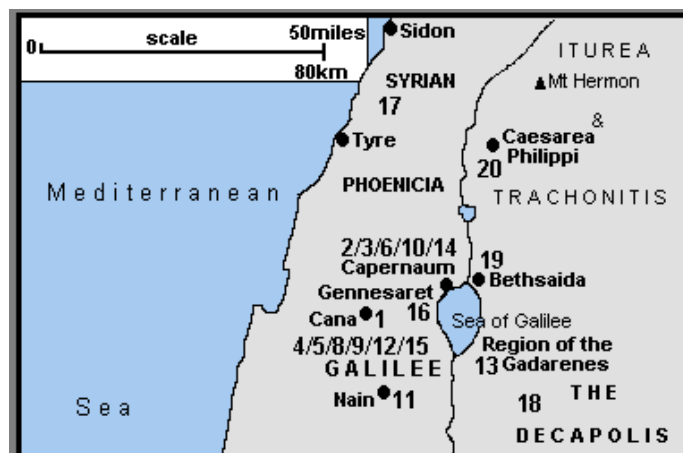 0 scale 50miles
80km
Sidon
ITUREA
SYRIAN
Mt Hermon
17
&
Tyre
Caesarea
Philippi
20
PHOENICIA
Mediterranean
TRACHONITIS
2/3/6/10/14
19
Capernaum
Bethsaida
Gennesaret
16
Cana 1
Sea of Galilee
4/5/8/9/12/15
Region of the
13 Gadarenes
GALILEE
Nain 11
18
THE
Sea
DECAPOLIS